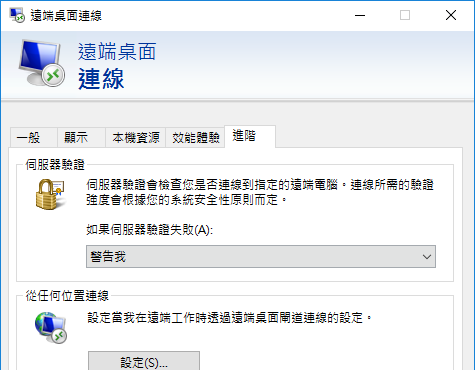 遠端桌面連線
遠端桌面
連線
一般 顯示 本機資源 效能體驗 進階
伺服器驗證
伺服器驗證會檢查您是否連線到指定的遠端電腦。連線所需的驗證
強度會根據您的系統安全性原則而定。
如果伺服器驗證失敗(A):
警告我
從任何位置連線
設定當我在遠端工作時透過遠端桌面閘道連線的設定。
設定(S)...